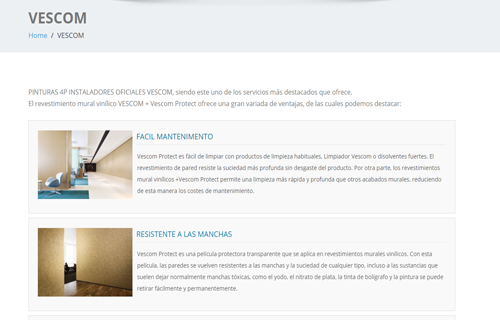 VESCOM
Home / VESCOM
PINTURAS 4P INSTALADORES OFICIALES VESCOM, siendo este uno de los servicios más destacados que ofrece.
El revestimiento mural vinílico VESCOM + Vescom Protect ofrece una gran variada de ventajas, de las cuales podemos destacar:
FACIL MANTENIMENTO
Vescom Protect es fácil de limpiar con productos de limpieza habituales, Limpiador Vescom o disolventes fuertes. El
revestimiento de pared resiste la suciedad más profunda sin desgaste del producto. Por otra parte, los revestimientos
mural vinílicos +Vescom Protect permite una limpieza más rápida y profunda que otros acabados murales, reduciendo
de esta manera los costes de mantenimiento.
RESISTENTE A LAS MANCHAS
Vescom Protect es una película protectora transparente que se aplica en revestimientos murales vinílicos. Con esta
película, las paredes se vuelven resistentes a las manchas y la suciedad de cualquier tipo, incluso a las sustancias que
suelen dejar normalmente manchas tóxicas, como el yodo, el nitrato de plata, la tinta de bolígrafo y la pintura se puede
retirar fácilmente y permanentemente.